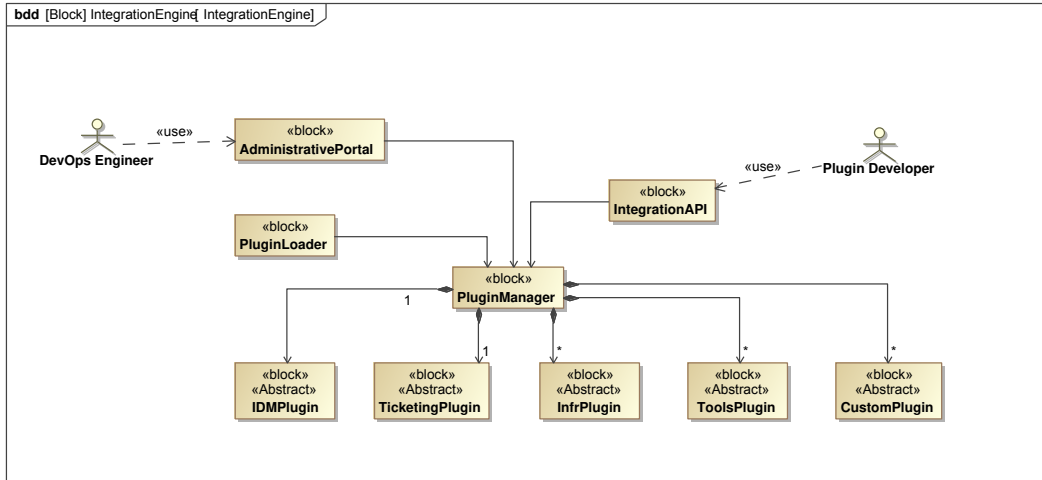 bdd [Block] IntegrationEngine[ IntegrationEngine]
«use»
DevOps Engineer
«block»
AdministrativePortal
«use»
Plugin Developer
«block»
IntegrationAPI
«block»
PluginLoader
«block»
PluginManager
1
1
*
*
*
«block»
«Abstract»
IDMPlugin
«block»
«Abstract»
TicketingPlugin
«block»
«Abstract»
InfrPlugin
«block»
«Abstract»
ToolsPlugin
«block»
«Abstract»
CustomPlugin